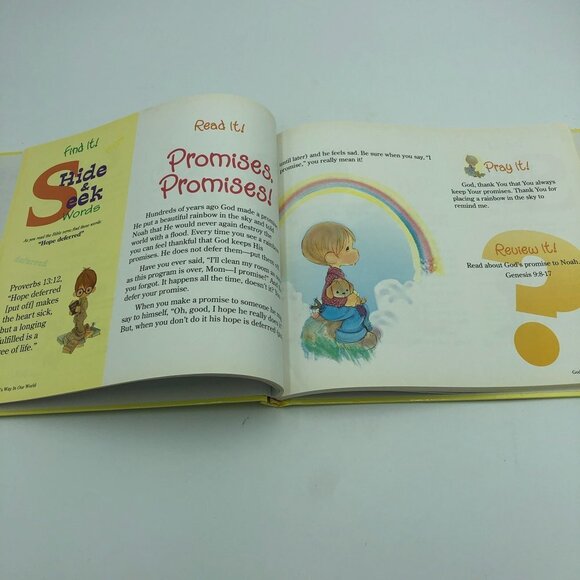 Find It!
Hide
&
Seek
Words
As you read the Bible verse find these words:
"Hope deferred"
deferred
Proverbs 13:12,
"Hope deferred
[put off] makes
the heart sick,
but a longing
fulfilled is a
tree of life."
Way In Our World
Read It!
Promises,
Promises!
Hundreds of years ago God made a promise.
He put a beautiful rainbow in the sky and told
Noah that He would never again destroy the
world with a flood. Every time you see a rainbow
you can feel thankful that God keeps His
promises. He does not defer them—put them
Have you ever said, "I'll clean my room as
as this program is over, Mom—I promise!"
you forgot. It happens all the time, doesn't it?
defer your promise.
When you make a promise to someone he
say to himself, "Oh, good, I hope he really does it
But, when you don't do it his hope is deferred
until later) and he feels sad. Be sure when you say, "I
promise," you really mean it!
Pray It!
God, thank You that You always
keep Your promises. Thank You for
placing a rainbow in the sky to
remind me.
Review It!
Read about God's promise to Noah.
Genesis 9:8-17
?